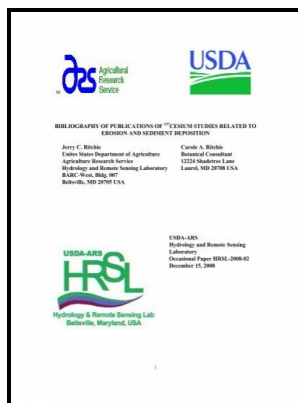 Agricultural
Research
Service
USDA
BIBLIOGRAPHY OF PUBLICATIONS OF ¹³⁷CESIUM STUDIES RELATED TO
EROSION AND SEDIMENT DEPOSITION
Jerry C. Ritchie
Unites States Department of Agriculture
Agriculture Research Service
Hydrology and Remote Sensing Laboratory
BARC-West, Bldg. 007
Beltsville, MD 20705 USA
Carole A. Ritchie
Botanical Consultant
12224 Shadetree Lane
Laurel, MD 20708 USA
USDA-ARS
Hydrology and Remote Sensing
Laboratory
Occasional Paper HRSL-2008-02
December 15, 2008
USDA-ARS
HRSL
Hydrology & Remote Sensing Lab
Beltsville, Maryland, USA
1